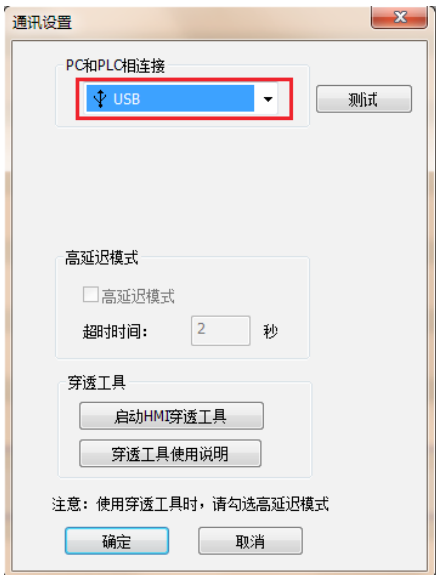 通讯设置
PC和PLC相连接
USB
测试
高延迟模式
高延迟模式
超时时间：
2
秒
穿透工具
启动HMI穿透工具
穿透工具使用说明
注意：使用穿透工具时，请勾选高延迟模式
确定
取消